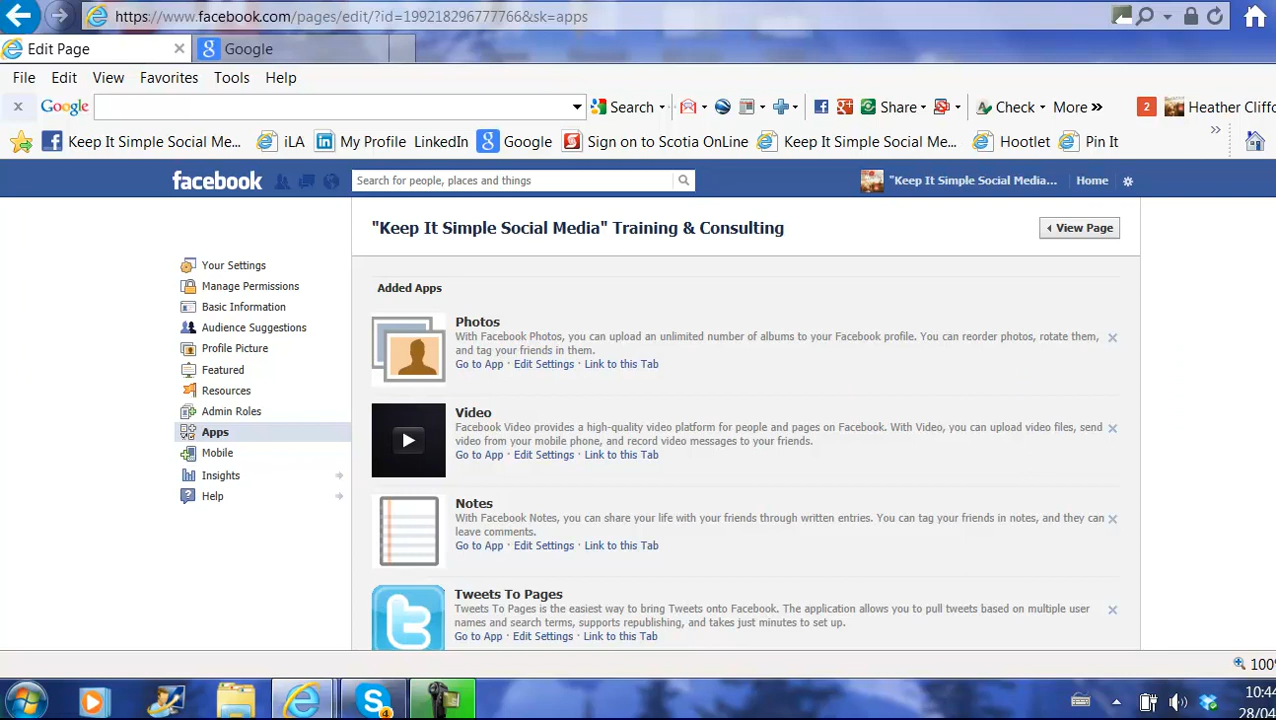 https://www.facebook.com/pages/edit/?id=199218296777766&sk=apps
Edit Page
Google
File Edit View Favorites Tools Help
Google Search Share Check More 2 Heather Cliffo
Keep It Simple Social Me... iLA My Profile LinkedIn Google Sign on to Scotia OnLine Keep It Simple Social Me... Hootlet Pin It
facebook Search for people, places and things "Keep It Simple Social Media... Home
"Keep It Simple Social Media" Training & Consulting View Page
Your Settings
Manage Permissions
Basic Information
Audience Suggestions
Profile Picture
Featured
Resources
Admin Roles
Apps
Mobile
Insights
Help
Added Apps
Photos
With Facebook Photos, you can upload an unlimited number of albums to your Facebook profile. You can reorder photos, rotate them,
and tag your friends in them.
Go to App · Edit Settings · Link to this Tab
Video
Facebook Video provides a high-quality video platform for people and pages on Facebook. With Video, you can upload video files, send
video from your mobile phone, and record video messages to your friends.
Go to App · Edit Settings · Link to this Tab
Notes
With Facebook Notes, you can share your life with your friends through written entries. You can tag your friends in notes, and they can
leave comments.
Go to App · Edit Settings · Link to this Tab
Tweets To Pages
Tweets To Pages is the easiest way to bring Tweets onto Facebook. The application allows you to pull tweets based on multiple user
names and search terms, supports republishing, and takes just minutes to set up.
Go to App · Edit Settings · Link to this Tab
100%
4
10:44
28/04